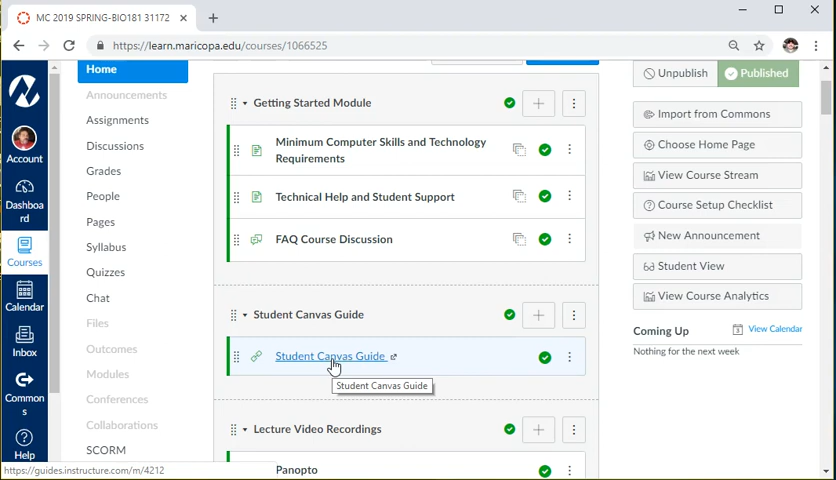 MC 2019 SPRING-BIO181 31172
https://learn.maricopa.edu/courses/1066525
Account
Dashboa
rd
Courses
Calendar
Inbox
Common
s
Help
Home
Announcements
Assignments
Discussions
Grades
People
Pages
Syllabus
Quizzes
Chat
Files
Outcomes
Modules
Conferences
Collaborations
SCORM
Getting Started Module
Minimum Computer Skills and Technology
Requirements
Technical Help and Student Support
FAQ Course Discussion
Student Canvas Guide
Student Canvas Guide
Student Canvas Guide
Lecture Video Recordings
Panopto
Unpublish
Published
Import from Commons
Choose Home Page
View Course Stream
Course Setup Checklist
New Announcement
Student View
View Course Analytics
Coming Up
View Calendar
Nothing for the next week
https://guides.instructure.com/m/4212